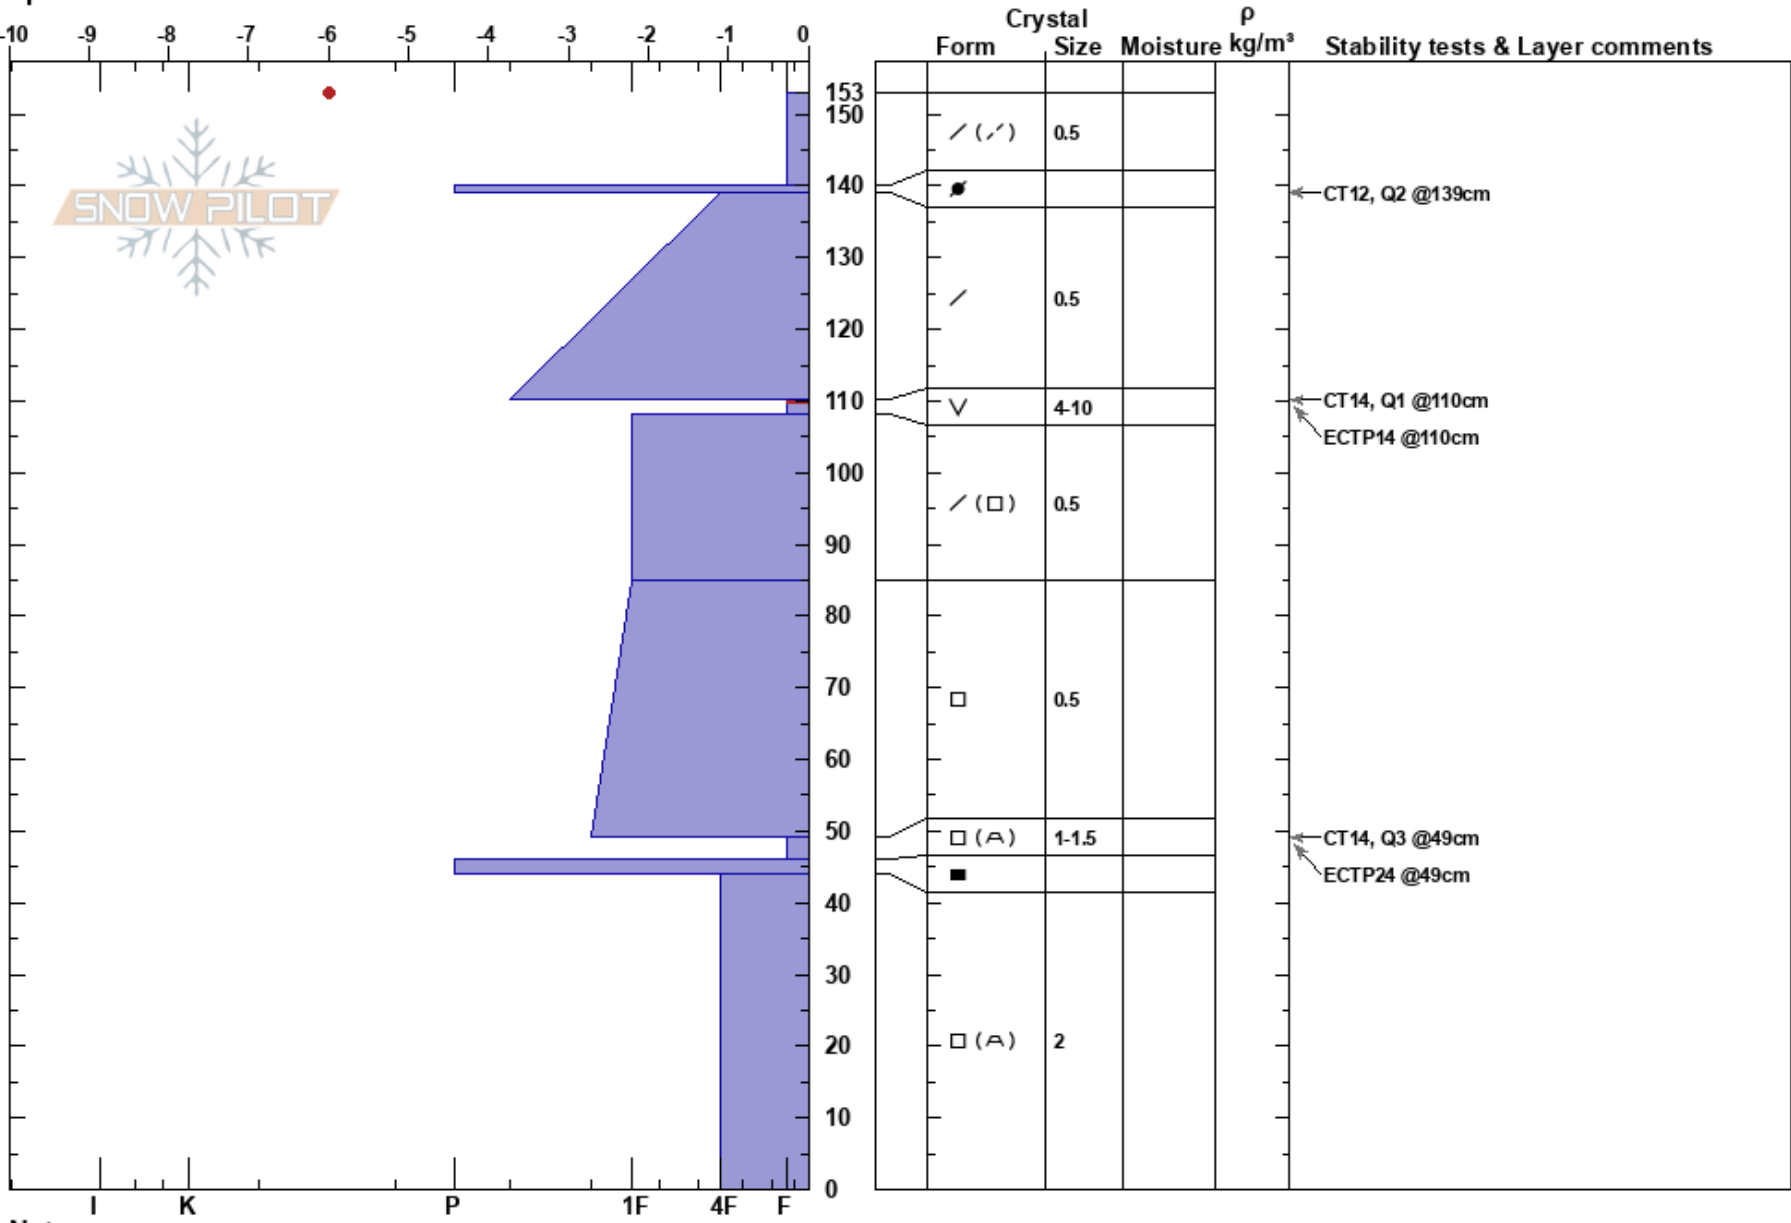 Crystal ρ
-10 -9 -8 -7 -6 -5 -4 -3 -2 -1 0 Form Size Moisture kg/m³ Stability tests & Layer comments
153
150
0.5
140
CT12, Q2 @139cm
SNOW PILOT
130
0.5
120
110
CT14, Q1 @110cm
4-10
ECTP14 @110cm
100
0.5
90
80
70
0.5
60
50
1-1.5
CT14, Q3 @49cm
ECTP24 @49cm
40
30
20
2
10
0
I K P 1F 4F F